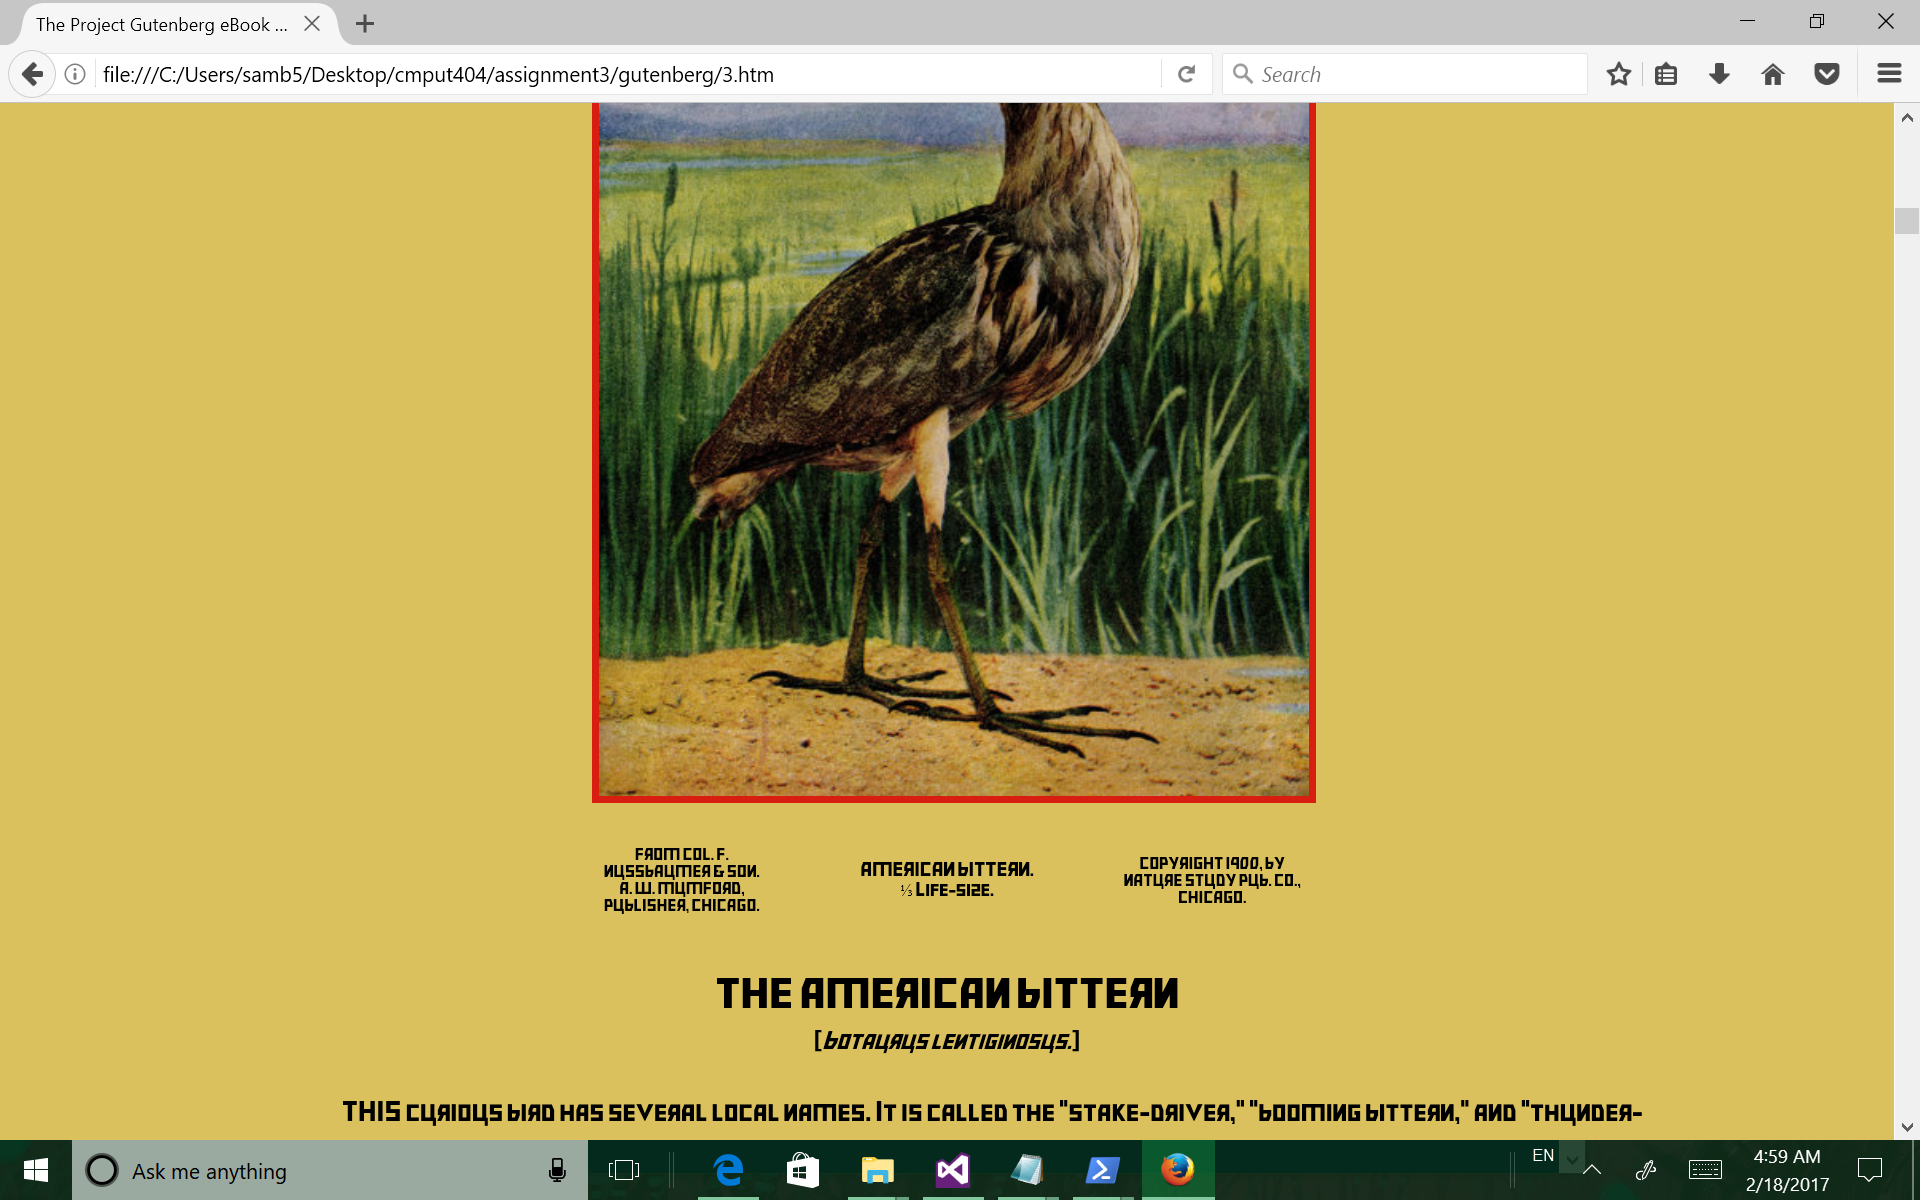 The Project Gutenberg eBook ...
file:///C:/Users/samb5/Desktop/cmput404/assignment3/gutenberg/3.htm
Search
FROM COL. F.
NUSSBAUMER & SON.
A. W. MUMFORD,
PUBLISHER, CHICAGO.
AMERICAN BITTERN.
⅓ LIFE-SIZE.
COPYRIGHT 1900, BY
NATURE STUDY PUB. CO.,
CHICAGO.
THE AMERICAN BITTERN
[BOTAURUS LENTIGINOSUS.]
THIS CURIOUS BIRD HAS SEVERAL LOCAL NAMES. IT IS CALLED THE "STAKE-DRIVER," "BOOMING BITTERN," AND "THUNDER-
Ask me anything
EN
4:59 AM
2/18/2017